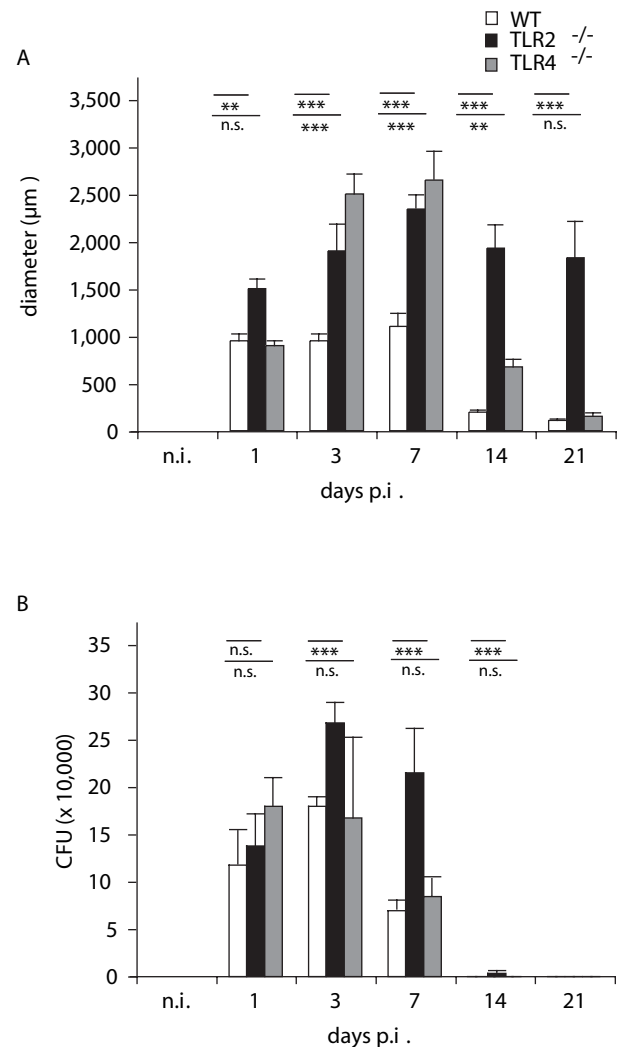 WT
TLR2 -/-
TLR4 -/-
A
** *** *** *** ***
n.s. *** *** ** n.s.
3,500
3,000
2,500
2,000
1,500
1,000
500
0
diameter (µm )
n.i. 1 3 7 14 21
days p.i .
B
n.s. *** *** ***
n.s. n.s. n.s. n.s.
35
30
25
20
15
10
5
0
CFU (x 10,000)
n.i. 1 3 7 14 21
days p.i .